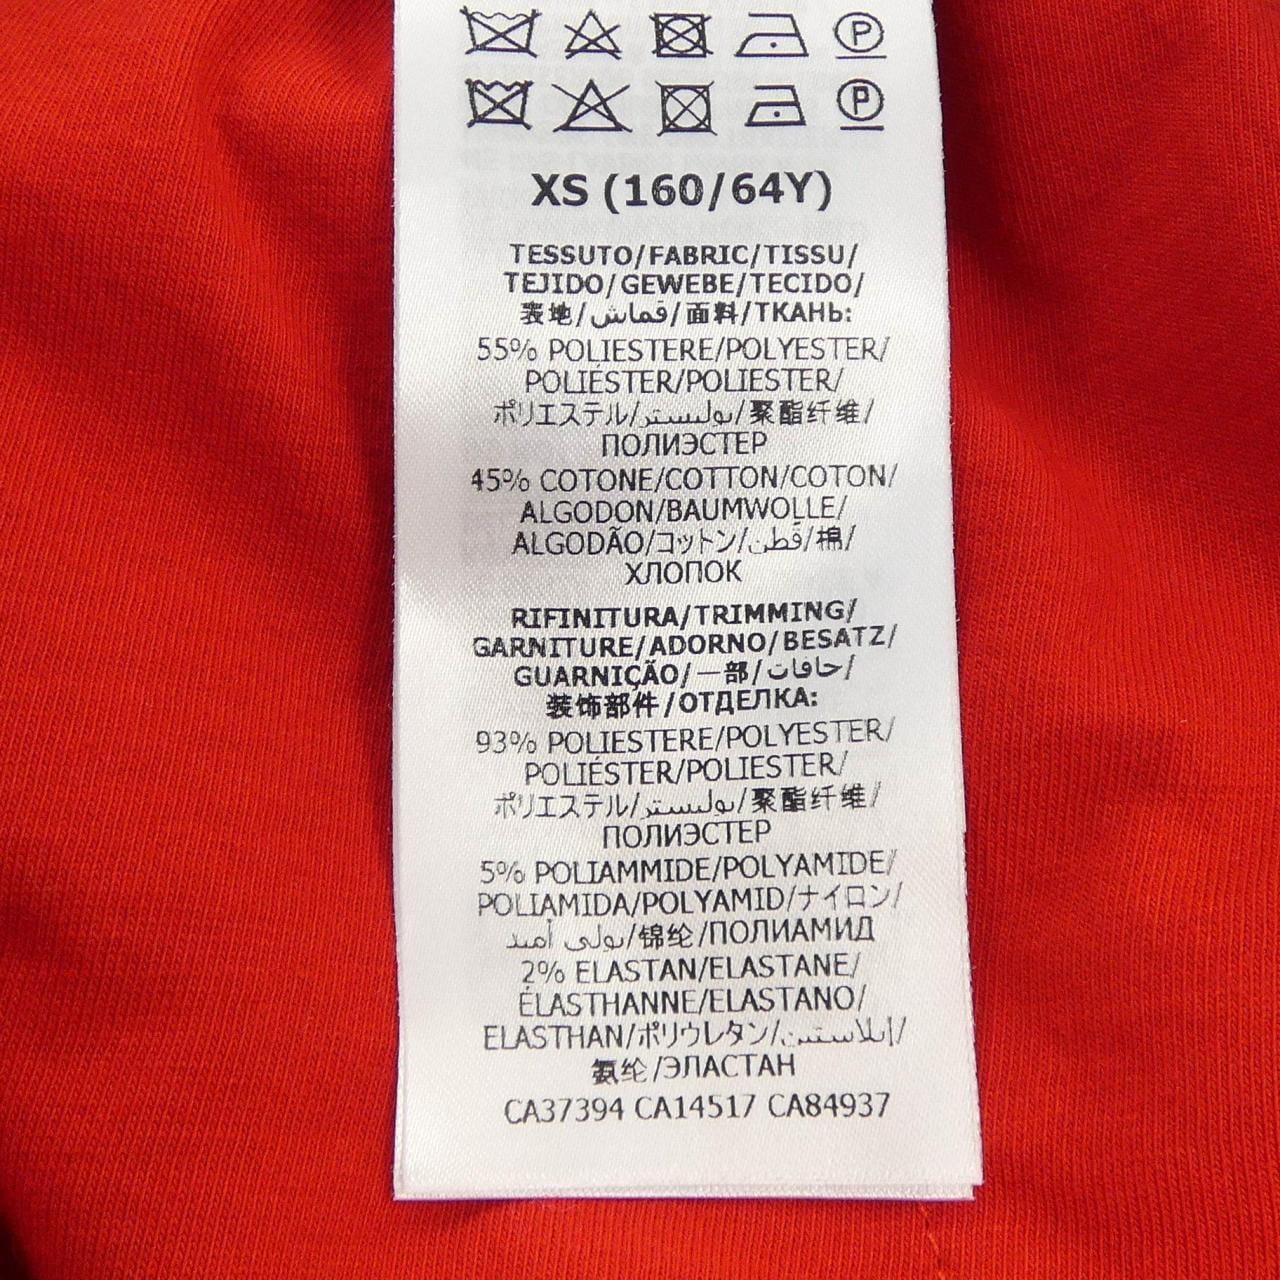 P
P
XS (160/64Y)
TESSUTO/FABRIC/TISSU/
TEJIDO/GEWEBE/TECIDO/
表地/قماش/面料/ТКАНЬ:
55% POLIESTERE/POLYESTER/
POLIÉSTER/POLIESTER/
ポリエステル/بوليستر/聚酯纤维/
ПОЛИЭСТЕР
45% COTONE/COTTON/COTON/
ALGODON/BAUMWOLLE/
ALGODÃO/コットン/قطن/棉/
ХЛОПОК
RIFINITURA/TRIMMING/
GARNITURE/ADORNO/BESATZ/
GUARNIÇÃO/一部/حافات/
装饰部件/ОТДЕЛКА:
93% POLIESTERE/POLYESTER/
POLIÉSTER/POLIESTER/
ポリエステル/بوليستر/聚酯纤维/
ПОЛИЭСТЕР
5% POLIAMMIDE/POLYAMIDE/
POLIAMIDA/POLYAMID/ナイロン/
بولي أميد/锦纶/ПОЛИАМИД
2% ELASTAN/ELASTANE/
ÉLASTHANNE/ELASTANO/
ELASTHAN/ポリウレタン/إيلاستين/
氨纶/ЭЛАСТАН
CA37394 CA14517 CA84937